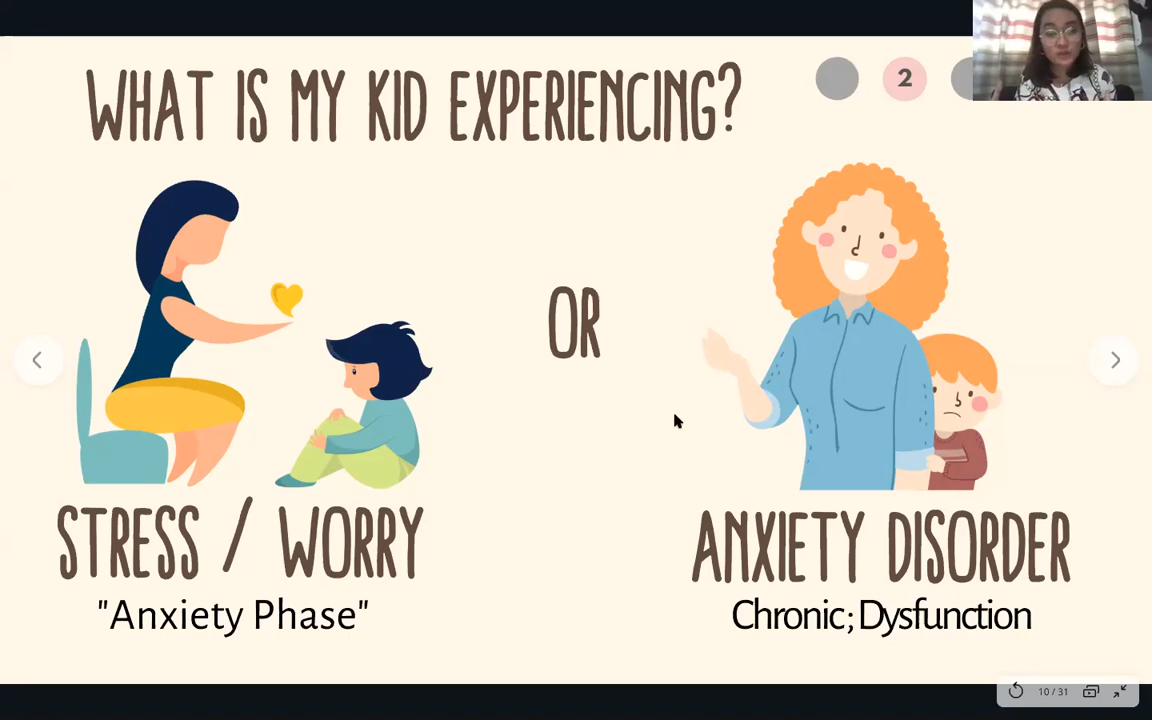 WHAT IS MY KID EXPERIENCING?
2
OR
STRESS / WORRY
ANXIETY DISORDER
"Anxiety Phase"
Chronic; Dysfunction
10 / 31